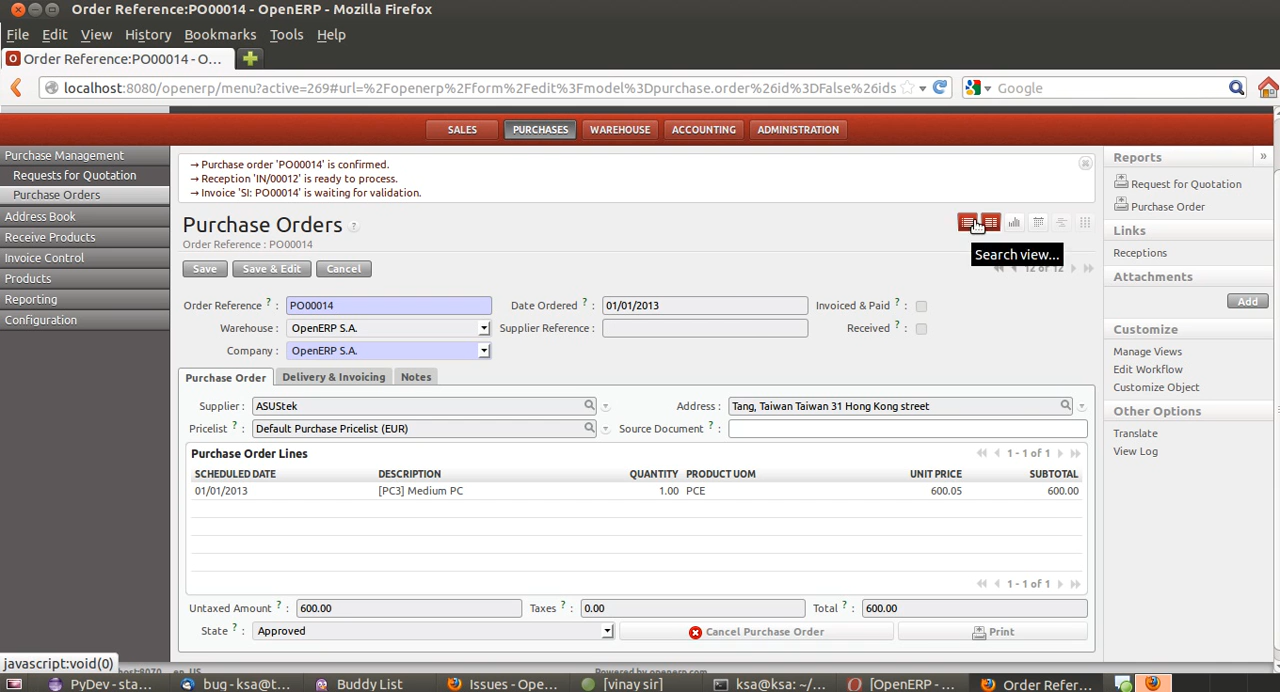 Order Reference:PO00014 - OpenERP - Mozilla Firefox
File Edit View History Bookmarks Tools Help
Order Reference:PO00014 - O...
localhost:8080/openerp/menu?active=269#url=%2Fopenerp%2Fform%2Fedit%3Fmodel%3Dpurchase.order%26id%3DFalse%26ids
Google
SALES PURCHASES WAREHOUSE ACCOUNTING ADMINISTRATION
Purchase Management
Requests for Quotation
Purchase Orders
Address Book
Receive Products
Invoice Control
Products
Reporting
Configuration
→ Purchase order 'PO00014' is confirmed.
→ Reception 'IN/00012' is ready to process.
→ Invoice 'SI: PO00014' is waiting for validation.
Purchase Orders ?
Order Reference : PO00014
Search view...
Save Save & Edit Cancel
12 of 12
Order Reference ? : PO00014 Date Ordered ? : 01/01/2013 Invoiced & Paid ? :
Warehouse : OpenERP S.A. Supplier Reference : Received ? :
Company : OpenERP S.A.
Purchase Order Delivery & Invoicing Notes
Supplier : ASUStek Address : Tang, Taiwan Taiwan 31 Hong Kong street
Pricelist ? : Default Purchase Pricelist (EUR) Source Document ? :
Purchase Order Lines 1 - 1 of 1
SCHEDULED DATE DESCRIPTION QUANTITY PRODUCT UOM UNIT PRICE SUBTOTAL
01/01/2013 [PC3] Medium PC 1.00 PCE 600.05 600.00
1 - 1 of 1
Untaxed Amount ? : 600.00 Taxes ? : 0.00 Total ? : 600.00
State ? : Approved Cancel Purchase Order Print
Reports »
Request for Quotation
Purchase Order
Links
Receptions
Attachments
Add
Customize
Manage Views
Edit Workflow
Customize Object
Other Options
Translate
View Log
javascript:void(0)
Powered by openerp.com
PyDev - sta... bug - ksa@t... Buddy List Issues - Ope... [vinay sir] ksa@ksa: ~/... [OpenERP - ... Order Refer...